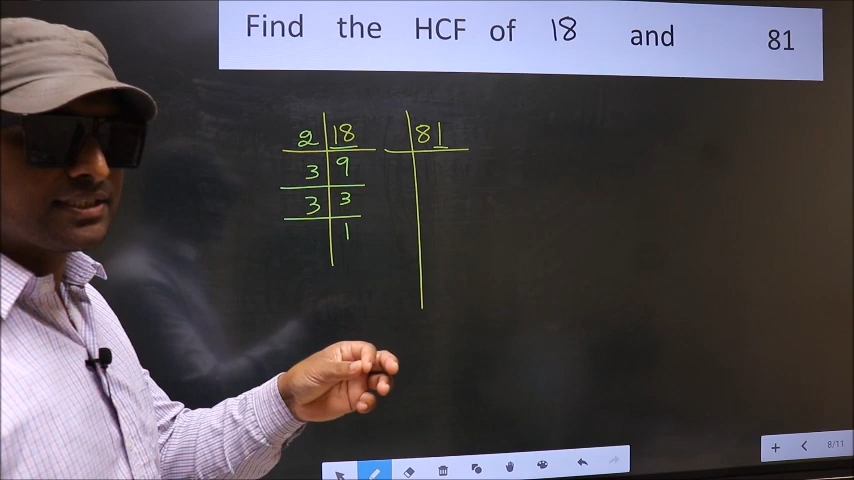 Find the HCF of 18 and 81
2 18 81
3 9
3 3
1
8/11